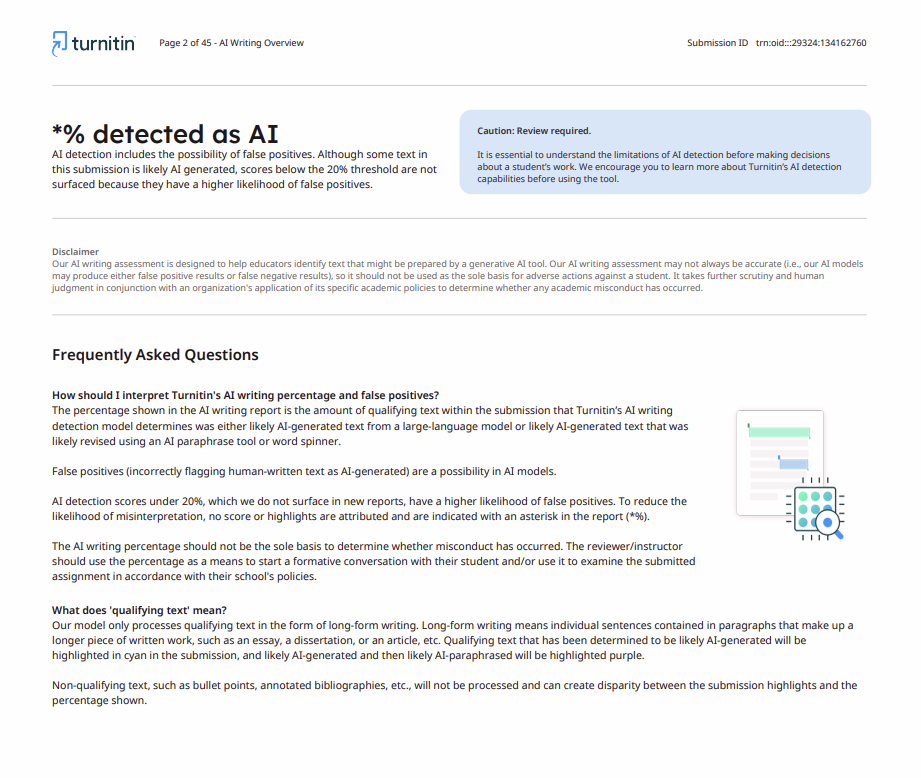 turnitin
Page 2 of 45 - AI Writing Overview
Submission ID trn:oid:::29324:134162760
*% detected as AI
AI detection includes the possibility of false positives. Although some text in
this submission is likely AI generated, scores below the 20% threshold are not
surfaced because they have a higher likelihood of false positives.
Caution: Review required.
It is essential to understand the limitations of AI detection before making decisions
about a student's work. We encourage you to learn more about Turnitin's AI detection
capabilities before using the tool.
Disclaimer
Our AI writing assessment is designed to help educators identify text that might be prepared by a generative AI tool. Our AI writing assessment may not always be accurate (i.e., our AI models
may produce either false positive results or false negative results), so it should not be used as the sole basis for adverse actions against a student. It takes further scrutiny and human
judgment in conjunction with an organization's application of its specific academic policies to determine whether any academic misconduct has occurred.
Frequently Asked Questions
How should I interpret Turnitin's AI writing percentage and false positives?
The percentage shown in the AI writing report is the amount of qualifying text within the submission that Turnitin's AI writing
detection model determines was either likely AI-generated text from a large-language model or likely AI-generated text that was
likely revised using an AI paraphrase tool or word spinner.
False positives (incorrectly flagging human-written text as AI-generated) are a possibility in AI models.
AI detection scores under 20%, which we do not surface in new reports, have a higher likelihood of false positives. To reduce the
likelihood of misinterpretation, no score or highlights are attributed and are indicated with an asterisk in the report (*%).
The AI writing percentage should not be the sole basis to determine whether misconduct has occurred. The reviewer/instructor
should use the percentage as a means to start a formative conversation with their student and/or use it to examine the submitted
assignment in accordance with their school's policies.
What does 'qualifying text' mean?
Our model only processes qualifying text in the form of long-form writing. Long-form writing means individual sentences contained in paragraphs that make up a
longer piece of written work, such as an essay, a dissertation, or an article, etc. Qualifying text that has been determined to be likely AI-generated will be
highlighted in cyan in the submission, and likely AI-generated and then likely AI-paraphrased will be highlighted purple.
Non-qualifying text, such as bullet points, annotated bibliographies, etc., will not be processed and can create disparity between the submission highlights and the
percentage shown.